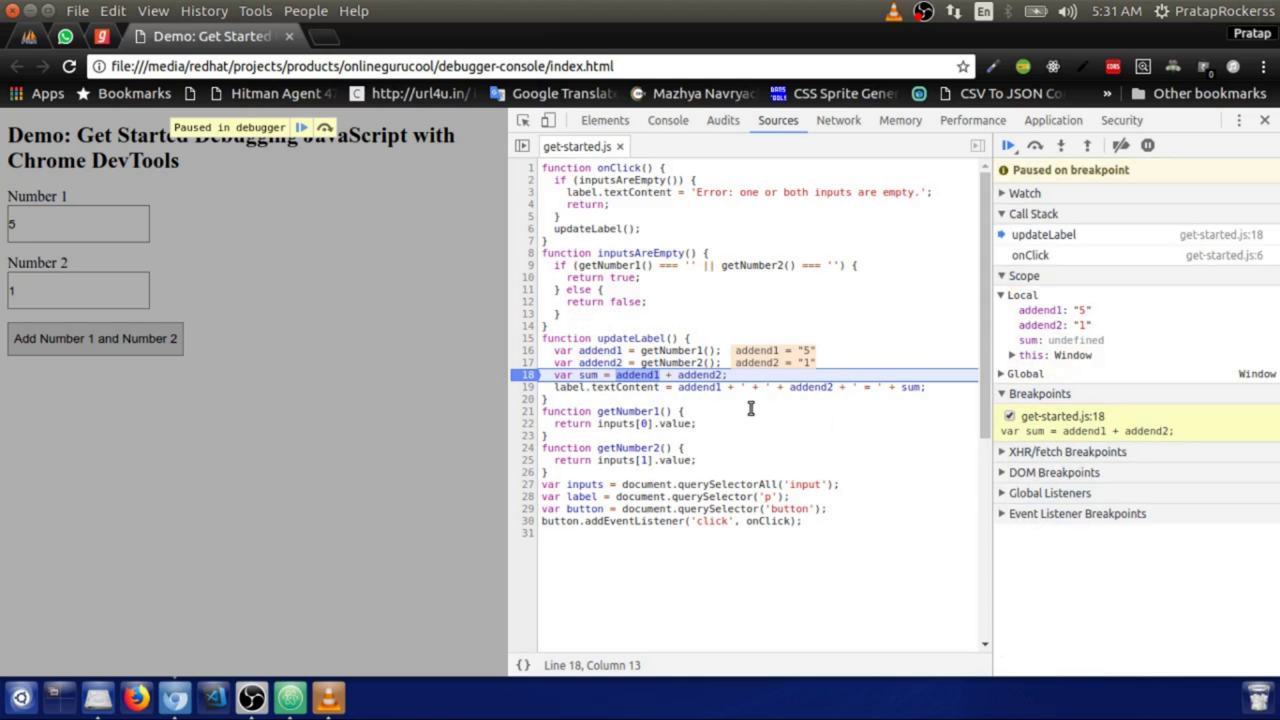 File Edit View History Tools People Help
En 5:31 AM PratapRockerss
Demo: Get Started Pratap
file:///media/redhat/projects/products/onlinegurucool/debugger-console/index.html CORS 0
Apps Bookmarks Hitman Agent 47 http://url4u.in/ Google Translat Mazhya Navryac CSS Sprite Gene CSV To JSON Co » Other bookmarks
Paused in debugger
Demo: Get Started Debugging JavaScript with
Chrome DevTools
Number 1
5
Number 2
1
Add Number 1 and Number 2
Elements Console Audits Sources Network Memory Performance Application Security
get-started.js
1 function onClick() {
2 if (inputsAreEmpty()) {
3 label.textContent = 'Error: one or both inputs are empty.';
4 return;
5 }
6 updateLabel();
7 }
8 function inputsAreEmpty() {
9 if (getNumber1() === '' || getNumber2() === '') {
10 return true;
11 } else {
12 return false;
13 }
14 }
15 function updateLabel() {
16 var addend1 = getNumber1(); addend1 = "5"
17 var addend2 = getNumber2(); addend2 = "1"
18 var sum = addend1 + addend2;
19 label.textContent = addend1 + ' + ' + addend2 + ' = ' + sum;
20 }
21 function getNumber1() {
22 return inputs[0].value;
23 }
24 function getNumber2() {
25 return inputs[1].value;
26 }
27 var inputs = document.querySelectorAll('input');
28 var label = document.querySelector('p');
29 var button = document.querySelector('button');
30 button.addEventListener('click', onClick);
31
{} Line 18, Column 13
Paused on breakpoint
Watch
Call Stack
updateLabel get-started.js:18
onClick get-started.js:6
Scope
Local
addend1: "5"
addend2: "1"
sum: undefined
this: Window
Global Window
Breakpoints
get-started.js:18
var sum = addend1 + addend2;
XHR/fetch Breakpoints
DOM Breakpoints
Global Listeners
Event Listener Breakpoints